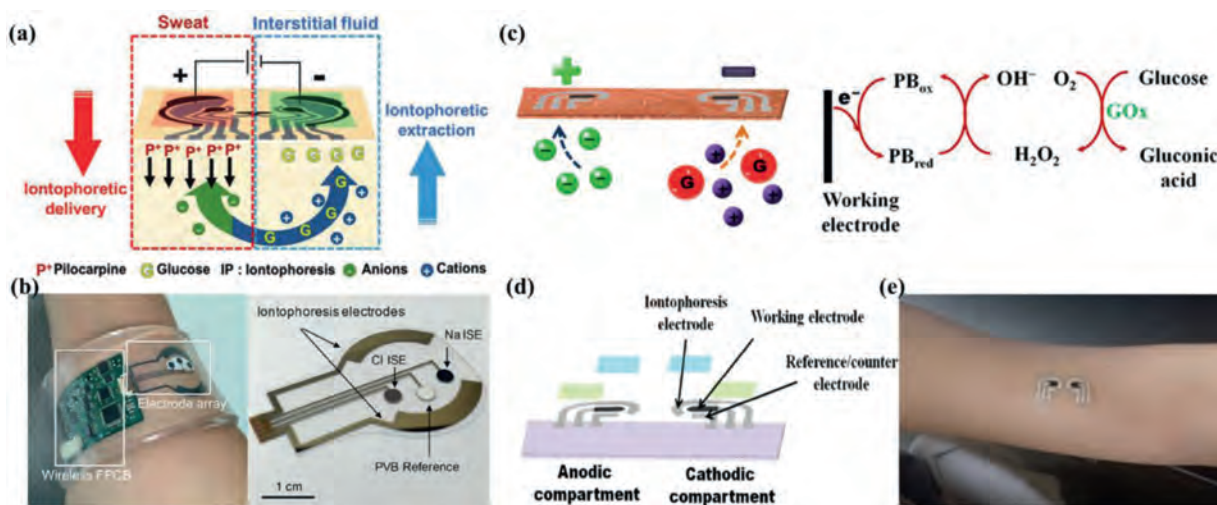 (a)
Sweat
Interstitial fluid
+
-
P⁺ P⁺ P⁺ P⁺ P⁺
G G G G
Iontophoretic
delivery
Iontophoretic
extraction
G
G
G
G
P⁺ Pilocarpine G Glucose IP : Iontophoresis - Anions + Cations
(b)
Wireless FPCB
Electrode array
Iontophoresis electrodes
Na ISE
Cl ISE
PVB Reference
1 cm
(c)
+
−
G
G
e⁻
PBox
PBred
OH⁻
H₂O₂
O₂
Glucose
GOx
Gluconic
acid
Working
electrode
(d)
Iontophoresis
electrode
Working electrode
Reference/counter
electrode
Anodic
compartment
Cathodic
compartment
(e)